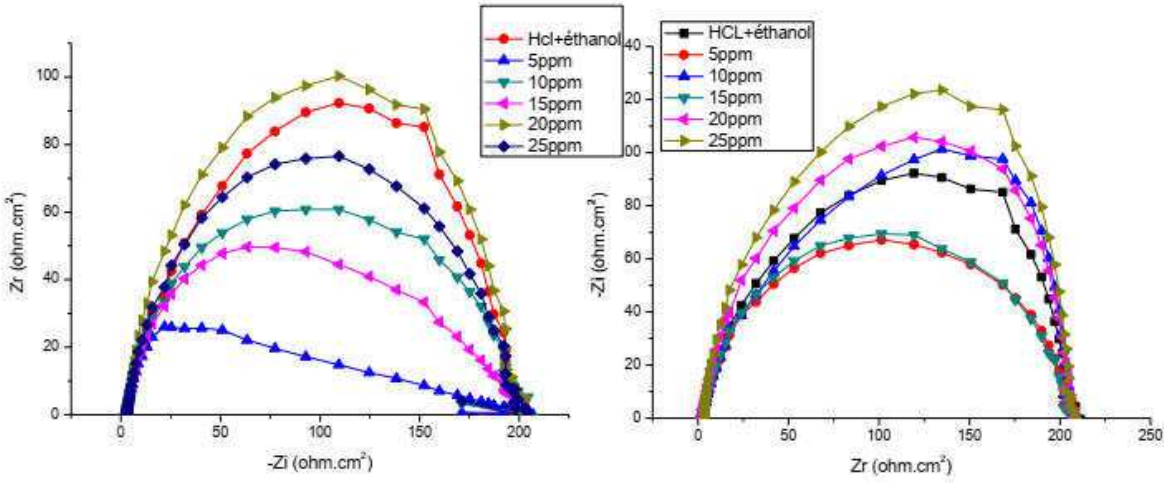 Hcl+éthanol
5ppm
10ppm
15ppm
20ppm
25ppm
100
80
60
40
20
0
Zr (ohm.cm²)
0 50 100 150 200
-Zi (ohm.cm²)
HCL+éthanol
5ppm
10ppm
15ppm
20ppm
25ppm
40
20
00
80
60
40
20
0
-Zi (ohm.cm²)
0 50 100 150 200 250
Zr (ohm.cm²)